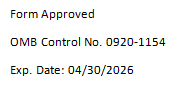 Form Approved
OMB Control No. 0920-1154
Exp. Date: 04/30/2026